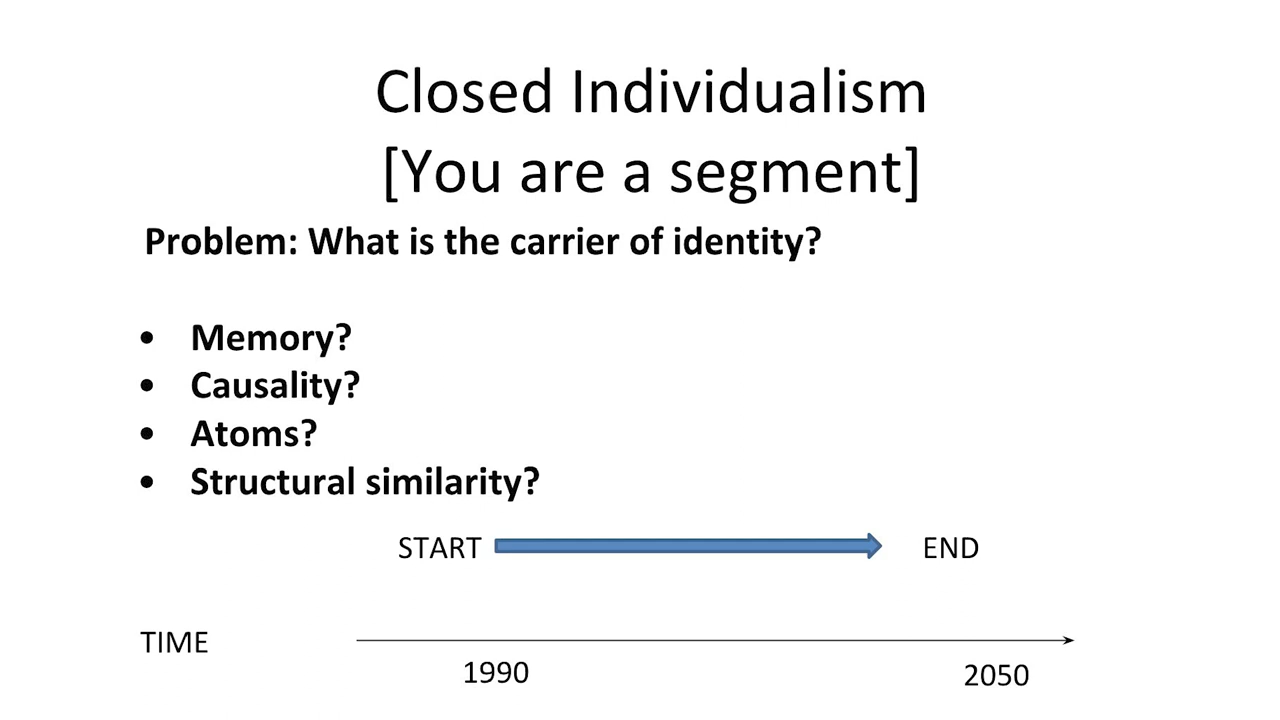 Closed Individualism
[You are a segment]
Problem: What is the carrier of identity?
• Memory?
• Causality?
• Atoms?
• Structural similarity?
START END
TIME
1990 2050